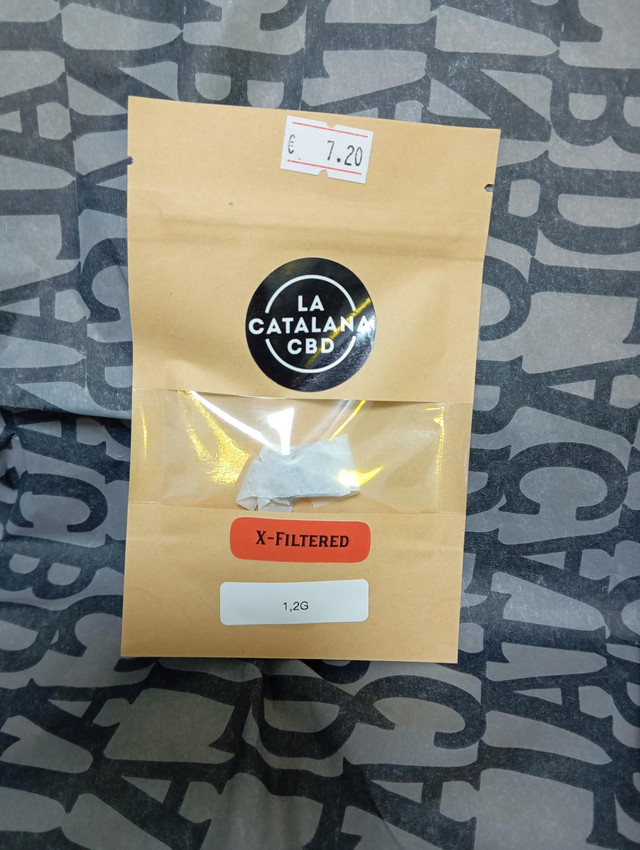 € 7.20
LA
CATALANA
CBD
X-Filtered
1,2G